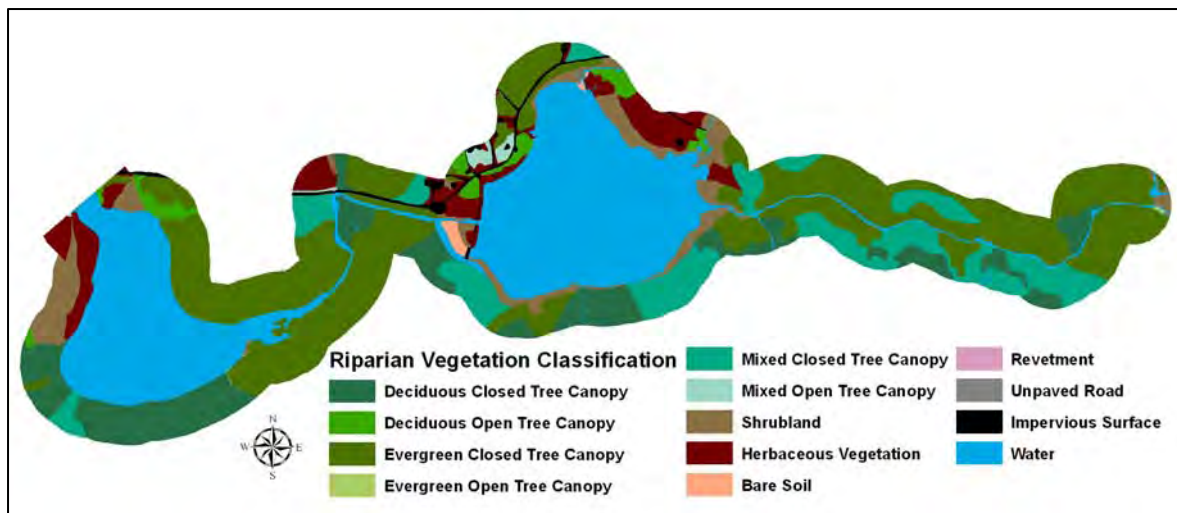 N
W E
S
Riparian Vegetation Classification
Deciduous Closed Tree Canopy
Deciduous Open Tree Canopy
Evergreen Closed Tree Canopy
Evergreen Open Tree Canopy
Mixed Closed Tree Canopy
Mixed Open Tree Canopy
Shrubland
Herbaceous Vegetation
Bare Soil
Revetment
Unpaved Road
Impervious Surface
Water